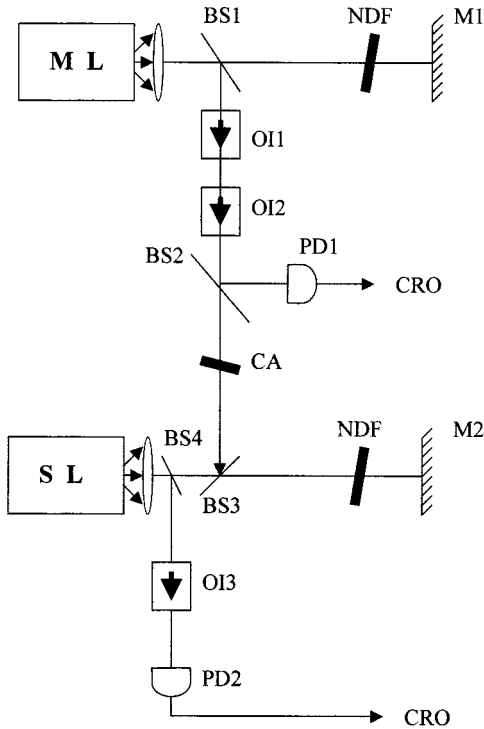 BS1
NDF
M1
M L
OI1
OI2
BS2
PD1
CRO
CA
BS4
NDF
M2
S L
BS3
OI3
PD2
CRO